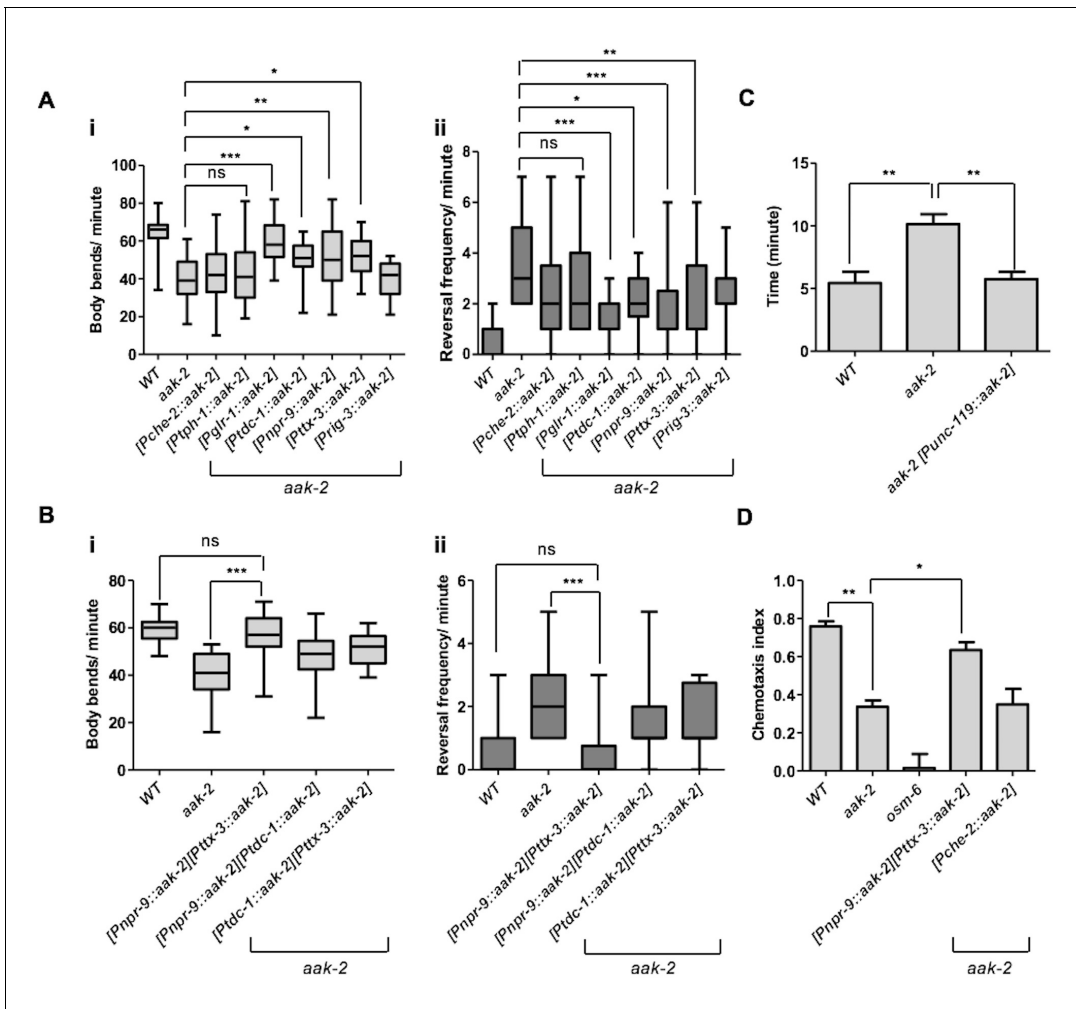 A
i
*
**
*
***
ns
Body bends/ minute
100
80
60
40
20
0
WT
aak-2
[Pche-2::aak-2]
[Ptph-1::aak-2]
[Pglr-1::aak-2]
[Ptdc-1::aak-2]
[Pnpr-9::aak-2]
[Pttx-3::aak-2]
[Prig-3::aak-2]
aak-2
ii
**
***
*
***
ns
Reversal frequency/ minute
8
6
4
2
0
WT
aak-2
[Pche-2::aak-2]
[Ptph-1::aak-2]
[Pglr-1::aak-2]
[Ptdc-1::aak-2]
[Pnpr-9::aak-2]
[Pttx-3::aak-2]
[Prig-3::aak-2]
aak-2
C
** **
Time (minute)
15
10
5
0
WT
aak-2
aak-2 [Punc-119::aak-2]
B
i
ns
***
Body bends/ minute
80
60
40
20
0
WT
aak-2
[Pnpr-9::aak-2][Pttx-3::aak-2]
[Pnpr-9::aak-2][Ptdc-1::aak-2]
[Ptdc-1::aak-2][Pttx-3::aak-2]
aak-2
ii
ns
***
Reversal frequency/ minute
6
4
2
0
WT
aak-2
[Pnpr-9::aak-2][Pttx-3::aak-2]
[Pnpr-9::aak-2][Ptdc-1::aak-2]
[Ptdc-1::aak-2][Pttx-3::aak-2]
aak-2
D
*
**
Chemotaxis index
1.0
0.8
0.6
0.4
0.2
0.0
WT
aak-2
osm-6
[Pnpr-9::aak-2][Pttx-3::aak-2]
[Pche-2::aak-2]
aak-2